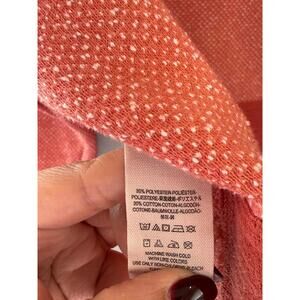 80% POLYESTER-POLIÉSTER-
20% COTTON-COTON-ALGODÓN-
COTONE-BAUMWOLLE-ALGODÃO-
MACHINE WASH COLD
WITH LIKE COLORS
USE ONLY NON-CHLORINE BLEACH